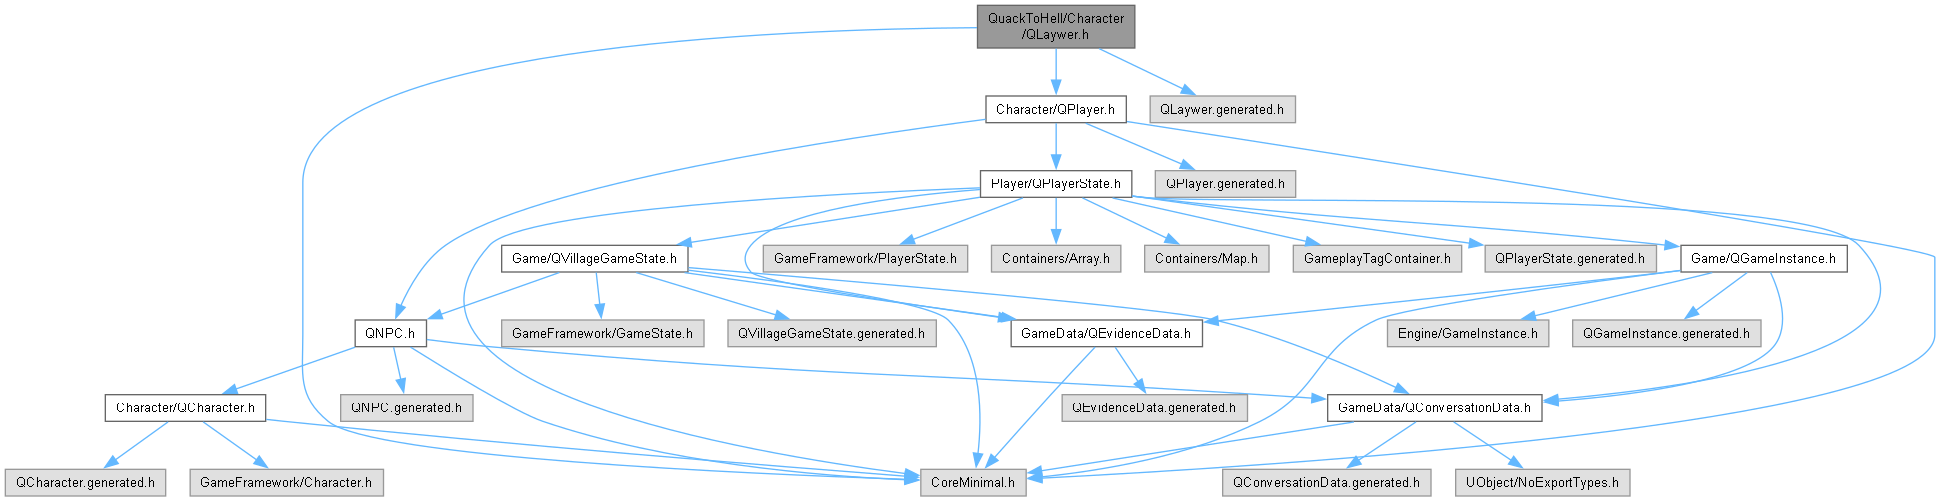 QuackToHell/Character
/QLaywer.h
Character/QPlayer.h
QLaywer.generated.h
Player/QPlayerState.h
QPlayer.generated.h
Game/QVillageGameState.h
GameFramework/PlayerState.h
Containers/Array.h
Containers/Map.h
GameplayTagContainer.h
QPlayerState.generated.h
Game/QGameInstance.h
QNPC.h
GameFramework/GameState.h
QVillageGameState.generated.h
GameData/QEvidenceData.h
Engine/GameInstance.h
QGameInstance.generated.h
Character/QCharacter.h
QNPC.generated.h
QEvidenceData.generated.h
GameData/QConversationData.h
QCharacter.generated.h
GameFramework/Character.h
CoreMinimal.h
QConversationData.generated.h
UObject/NoExportTypes.h